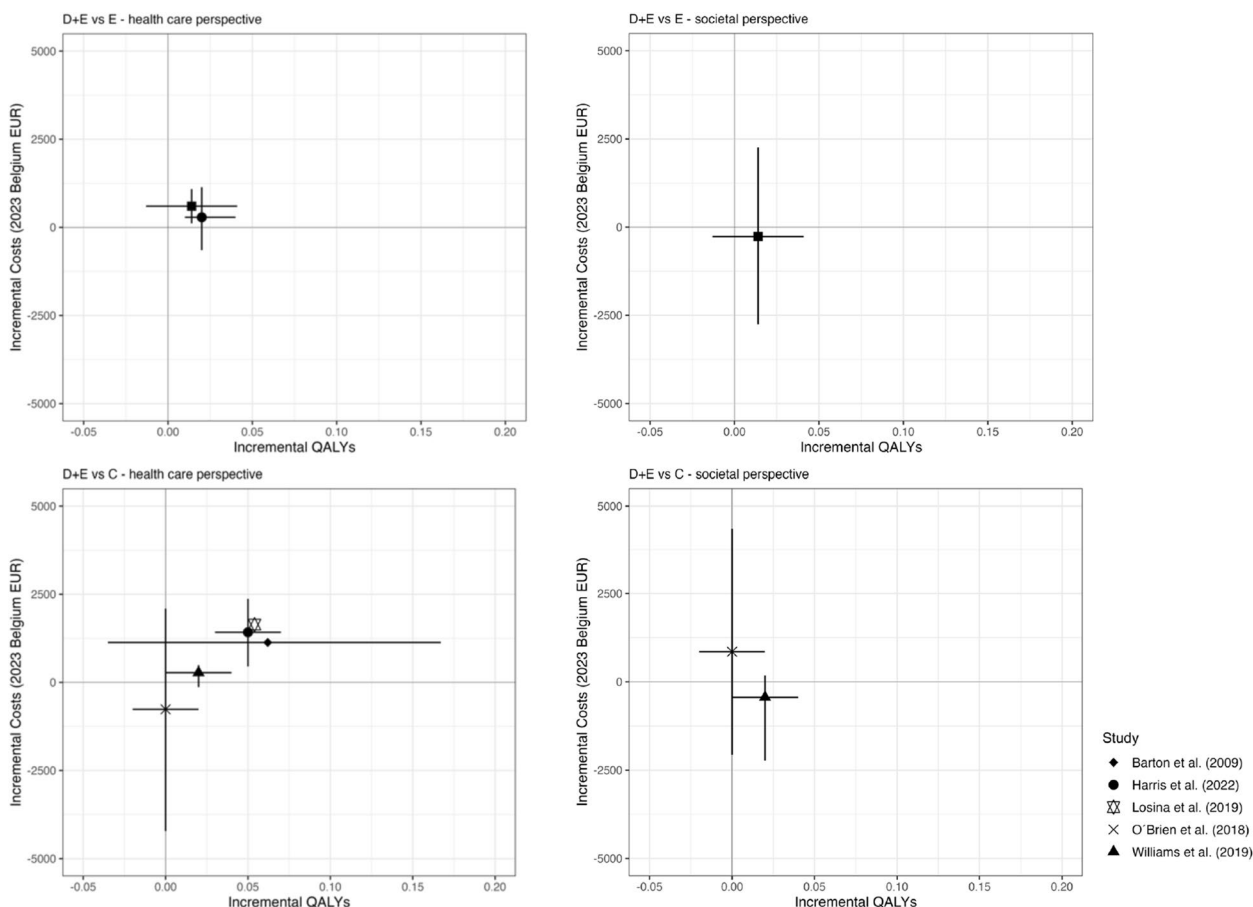 D+E vs E - health care perspective
5000
2500
0
-2500
-5000
Incremental Costs (2023 Belgium EUR)
-0.05 0.00 0.05 0.10 0.15 0.20
Incremental QALYs
D+E vs E - societal perspective
5000
2500
0
-2500
-5000
Incremental Costs (2023 Belgium EUR)
-0.05 0.00 0.05 0.10 0.15 0.20
Incremental QALYs
D+E vs C - health care perspective
5000
2500
0
-2500
-5000
Incremental Costs (2023 Belgium EUR)
-0.05 0.00 0.05 0.10 0.15 0.20
Incremental QALYs
D+E vs C - societal perspective
5000
2500
0
-2500
-5000
Incremental Costs (2023 Belgium EUR)
-0.05 0.00 0.05 0.10 0.15 0.20
Incremental QALYs
Study
Barton et al. (2009)
Harris et al. (2022)
Losina et al. (2019)
O´Brien et al. (2018)
Williams et al. (2019)